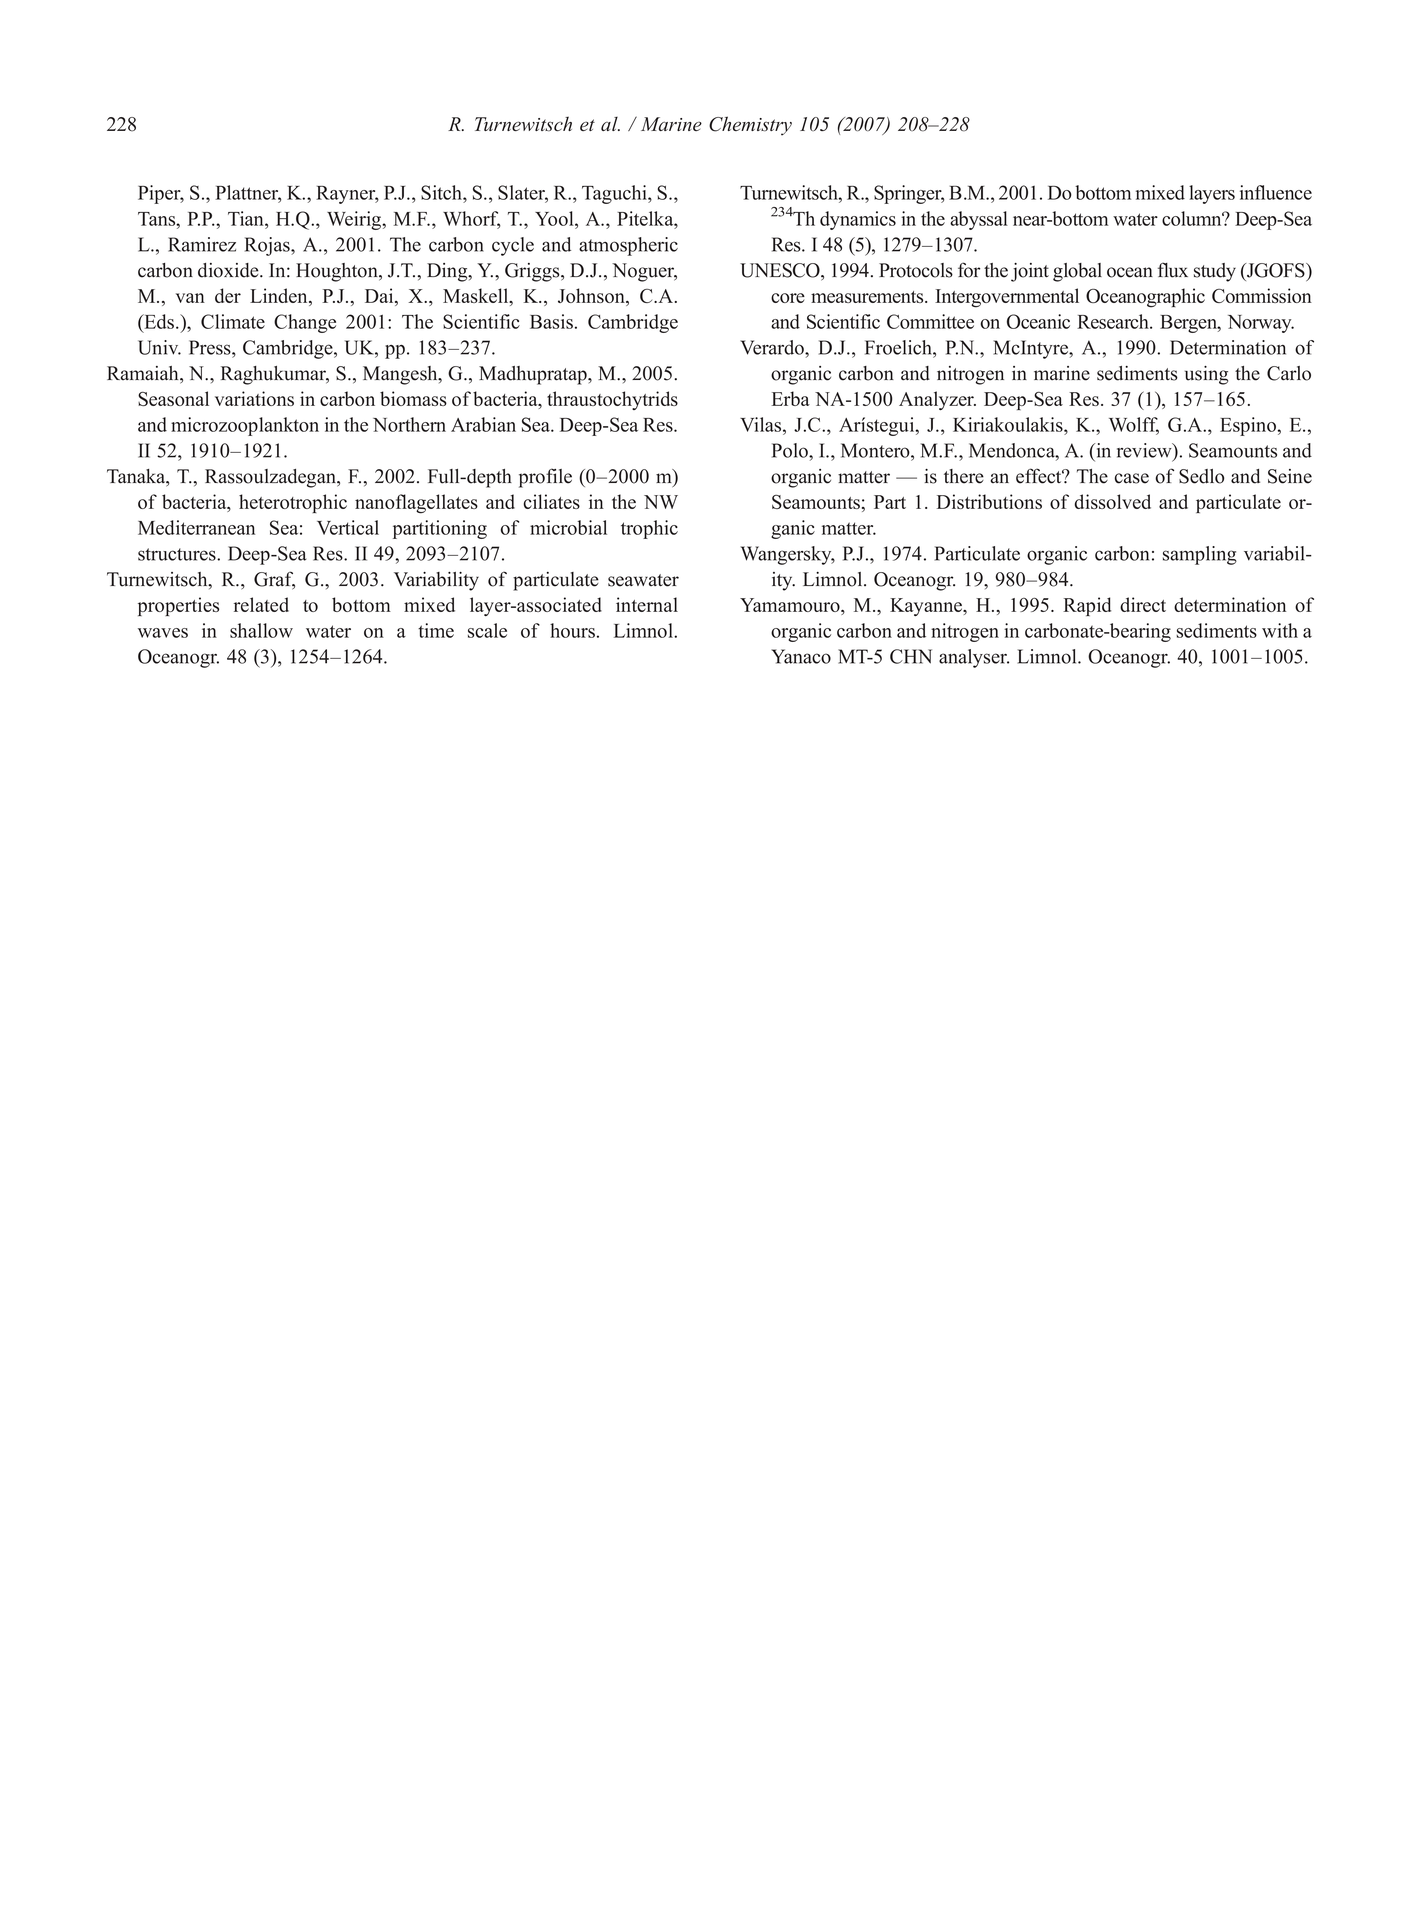 228
R. Turnewitsch et al. / Marine Chemistry 105 (2007) 208–228
Piper, S., Plattner, K., Rayner, P.J., Sitch, S., Slater, R., Taguchi, S.,
Tans, P.P., Tian, H.Q., Weirig, M.F., Whorf, T., Yool, A., Pitelka,
L., Ramirez Rojas, A., 2001. The carbon cycle and atmospheric
carbon dioxide. In: Houghton, J.T., Ding, Y., Griggs, D.J., Noguer,
M., van der Linden, P.J., Dai, X., Maskell, K., Johnson, C.A.
(Eds.), Climate Change 2001: The Scientific Basis. Cambridge
Univ. Press, Cambridge, UK, pp. 183–237.
Ramaiah, N., Raghukumar, S., Mangesh, G., Madhupratap, M., 2005.
Seasonal variations in carbon biomass of bacteria, thraustochytrids
and microzooplankton in the Northern Arabian Sea. Deep-Sea Res.
II 52, 1910–1921.
Tanaka, T., Rassoulzadegan, F., 2002. Full-depth profile (0–2000 m)
of bacteria, heterotrophic nanoflagellates and ciliates in the NW
Mediterranean Sea: Vertical partitioning of microbial trophic
structures. Deep-Sea Res. II 49, 2093–2107.
Turnewitsch, R., Graf, G., 2003. Variability of particulate seawater
properties related to bottom mixed layer-associated internal
waves in shallow water on a time scale of hours. Limnol.
Oceanogr. 48 (3), 1254–1264.
Turnewitsch, R., Springer, B.M., 2001. Do bottom mixed layers influence
²³⁴Th dynamics in the abyssal near-bottom water column? Deep-Sea
Res. I 48 (5), 1279–1307.
UNESCO, 1994. Protocols for the joint global ocean flux study (JGOFS)
core measurements. Intergovernmental Oceanographic Commission
and Scientific Committee on Oceanic Research. Bergen, Norway.
Verardo, D.J., Froelich, P.N., McIntyre, A., 1990. Determination of
organic carbon and nitrogen in marine sediments using the Carlo
Erba NA-1500 Analyzer. Deep-Sea Res. 37 (1), 157–165.
Vilas, J.C., Arístegui, J., Kiriakoulakis, K., Wolff, G.A., Espino, E.,
Polo, I., Montero, M.F., Mendonca, A. (in review). Seamounts and
organic matter — is there an effect? The case of Sedlo and Seine
Seamounts; Part 1. Distributions of dissolved and particulate or-
ganic matter.
Wangersky, P.J., 1974. Particulate organic carbon: sampling variabil-
ity. Limnol. Oceanogr. 19, 980–984.
Yamamouro, M., Kayanne, H., 1995. Rapid direct determination of
organic carbon and nitrogen in carbonate-bearing sediments with a
Yanaco MT-5 CHN analyser. Limnol. Oceanogr. 40, 1001–1005.